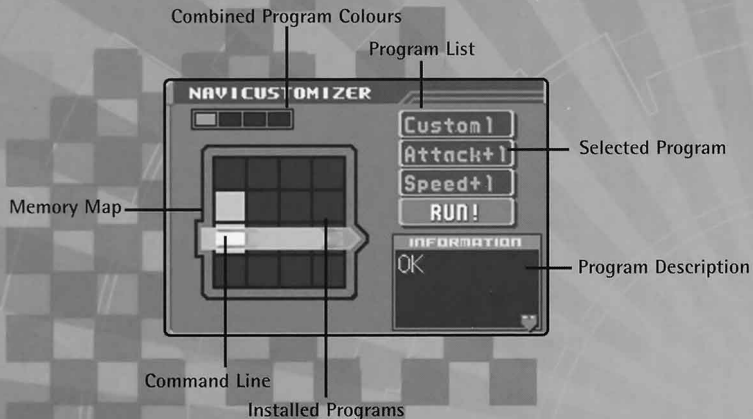 Combined Program Colours
Program List
NAVICUSTOMIZER
Custom1
Attack+1
Selected Program
Speed+1
Memory Map
RUN!
INFORMATION
OK
Program Description
Command Line
Installed Programs